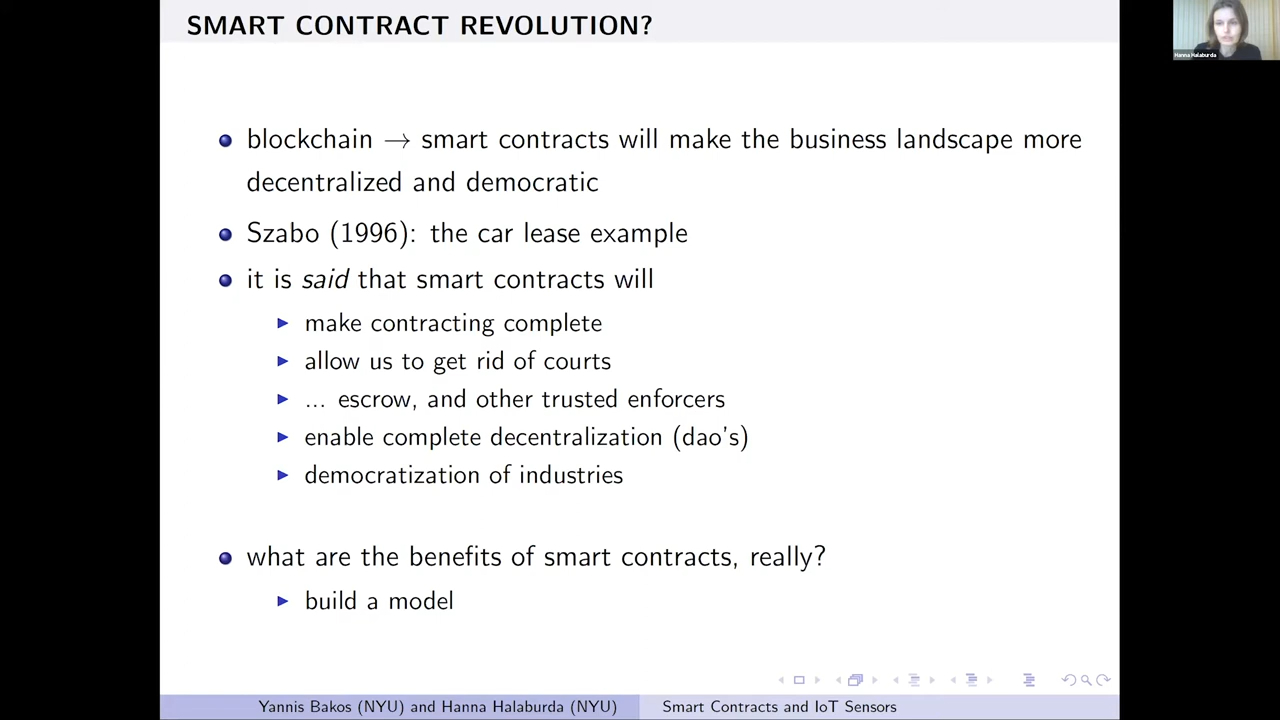 SMART CONTRACT REVOLUTION?
Hanna Halaburda
blockchain → smart contracts will make the business landscape more
decentralized and democratic
Szabo (1996): the car lease example
it is said that smart contracts will
make contracting complete
allow us to get rid of courts
... escrow, and other trusted enforcers
enable complete decentralization (dao's)
democratization of industries
what are the benefits of smart contracts, really?
build a model
Yannis Bakos (NYU) and Hanna Halaburda (NYU) Smart Contracts and IoT Sensors